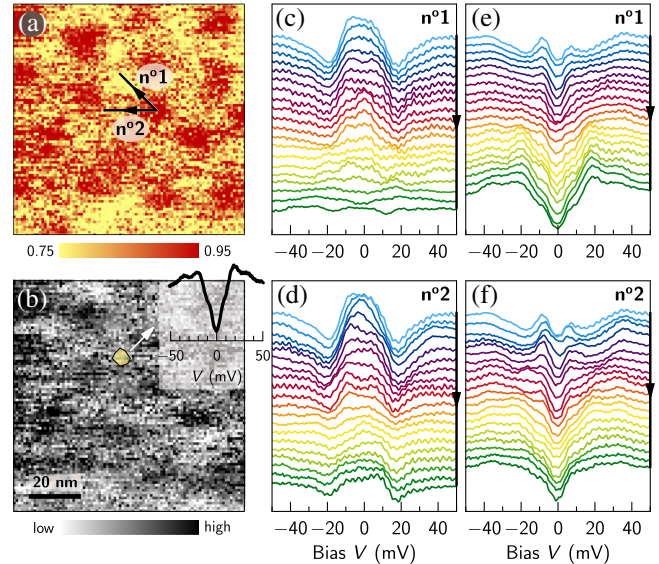 (a)
nº1
nº2
0.75 0.95
(b)
−50 0 50
V (mV)
20 nm
low high
(c) nº1
−40 −20 0 20 40
(e) nº1
−40 −20 0 20 40
(d) nº2
−40 −20 0 20 40
Bias V (mV)
(f) nº2
−40 −20 0 20 40
Bias V (mV)